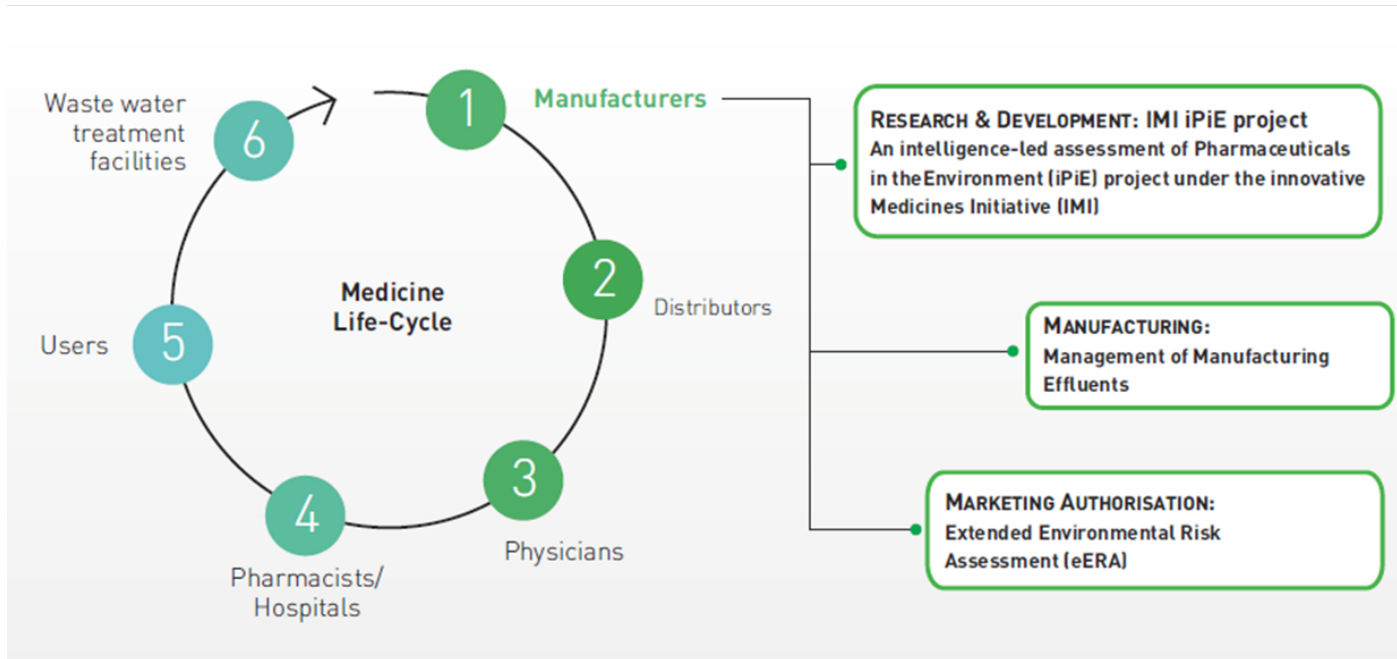 1
Manufacturers
2
Distributors
3
Physicians
4
Pharmacists/
Hospitals
5
Users
6
Waste water
treatment
facilities
Medicine
Life-Cycle
RESEARCH & DEVELOPMENT: IMI iPiE project
An intelligence-led assessment of Pharmaceuticals
in theEnvironment (iPiE) project under the innovative
Medicines Initiative (IMI)
MANUFACTURING:
Management of Manufacturing
Effluents
MARKETING AUTHORISATION:
Extended Environmental Risk
Assessment (eERA)